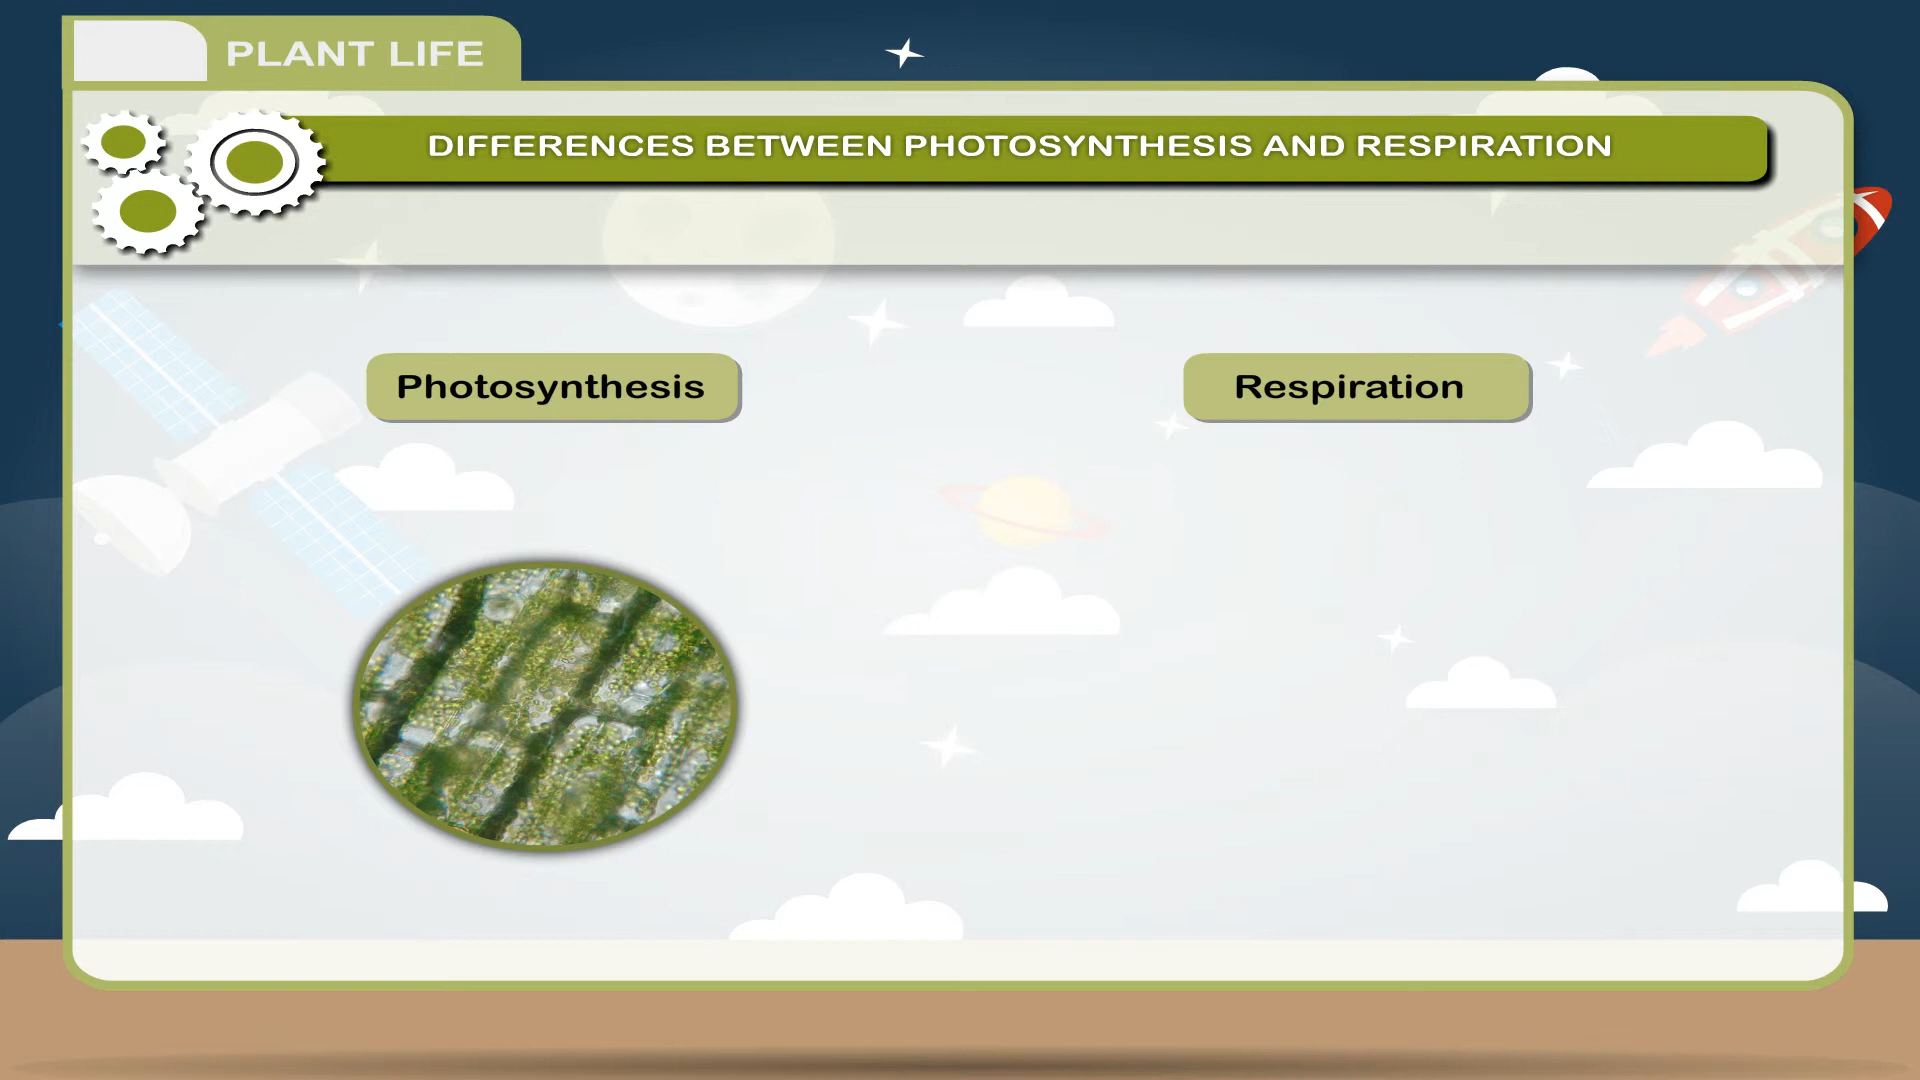 PLANT LIFE
DIFFERENCES BETWEEN PHOTOSYNTHESIS AND RESPIRATION
Photosynthesis
Respiration